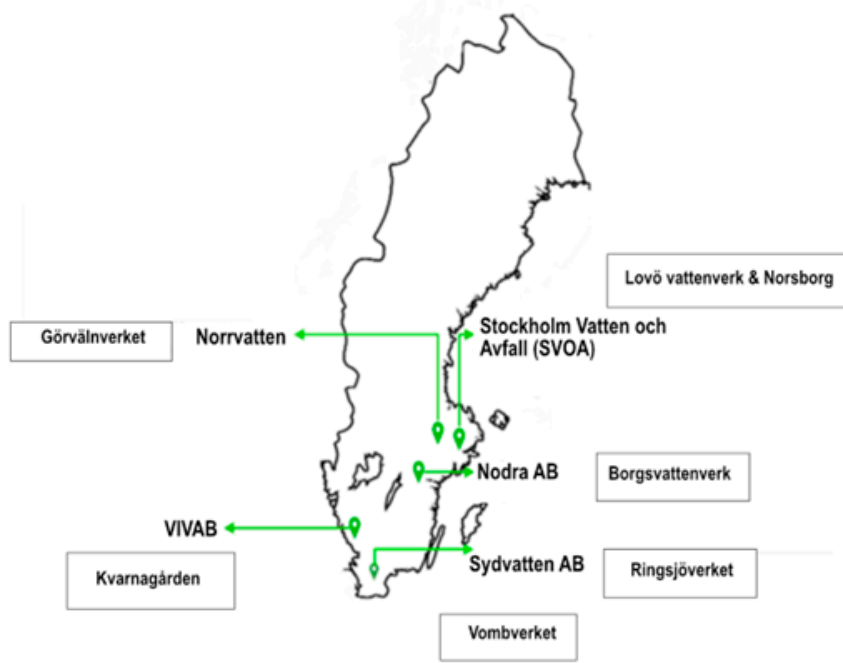 Lovö vattenverk & Norsborg
Görvälnverket
Norrvatten
Stockholm Vatten och
Avfall (SVOA)
Nodra AB
Borgsvattenverk
VIVAB
Kvarnagården
Sydvatten AB
Ringsjöverket
Vombverket